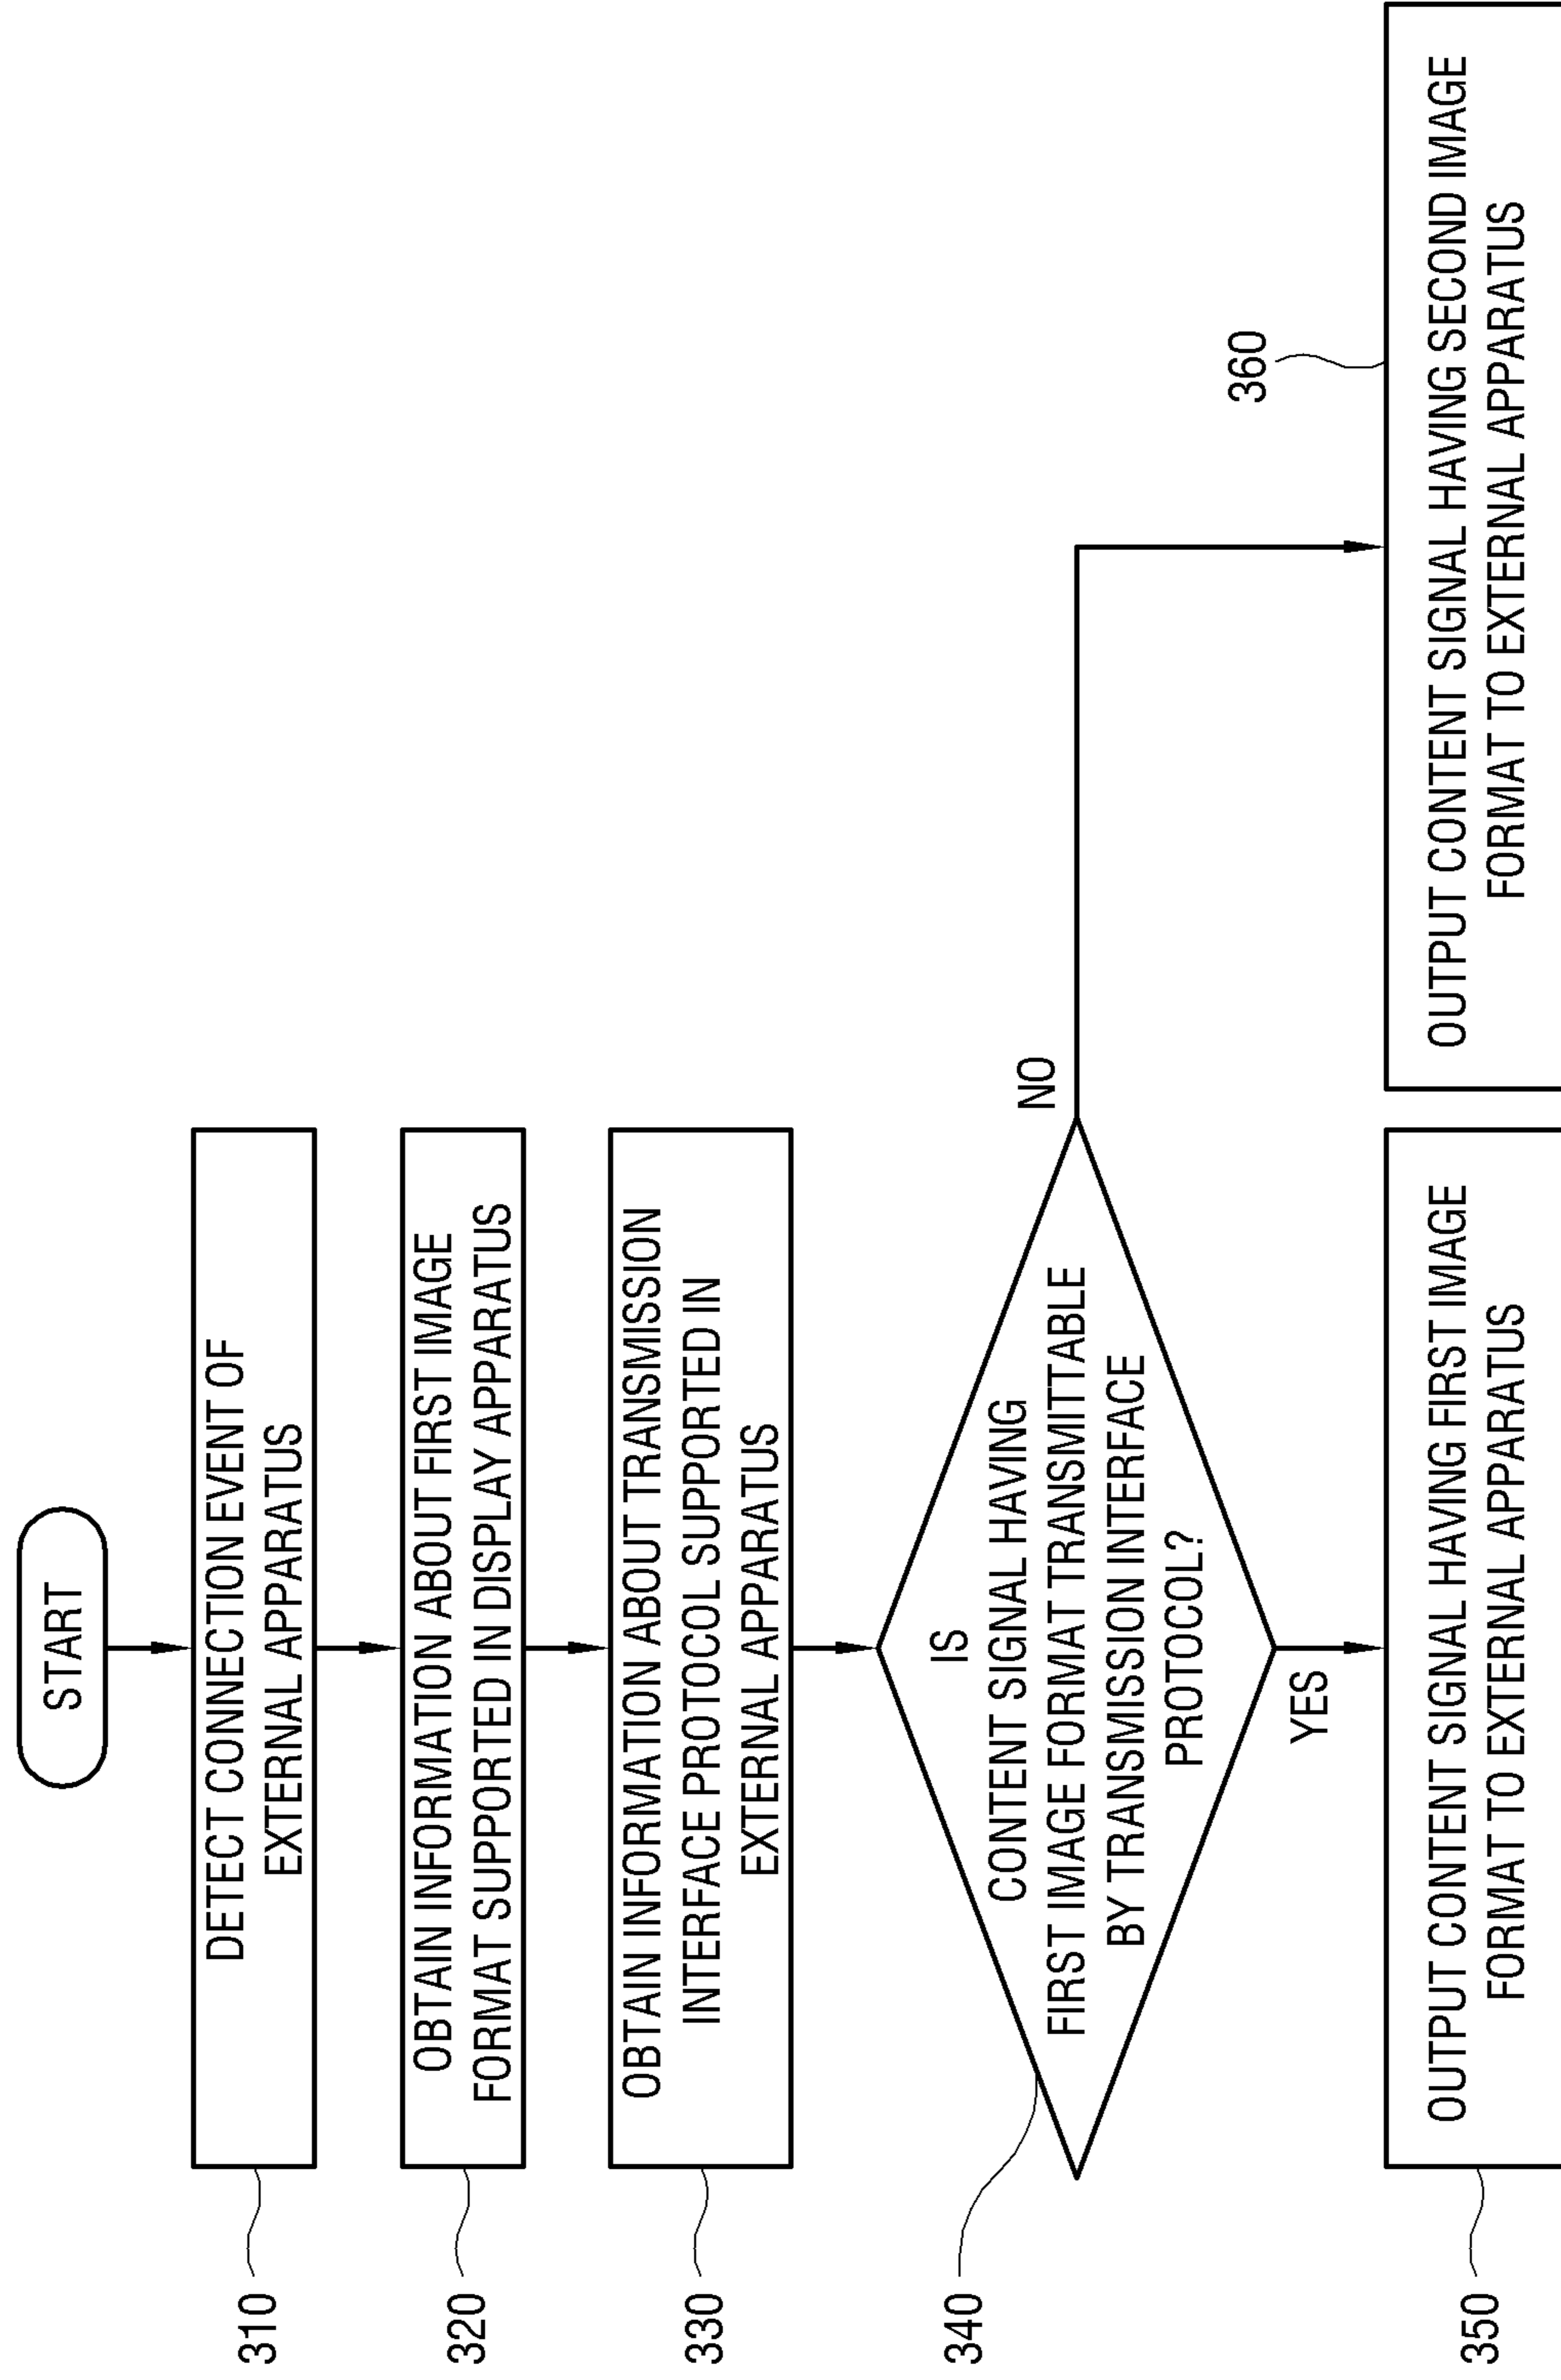 START
310
DETECT CONNECTION EVENT OF
EXTERNAL APPARATUS
320
OBTAIN INFORMATION ABOUT FIRST IMAGE
FORMAT SUPPORTED IN DISPLAY APPARATUS
330
OBTAIN INFORMATION ABOUT TRANSMISSION
INTERFACE PROTOCOL SUPPORTED IN
EXTERNAL APPARATUS
340
IS
CONTENT SIGNAL HAVING
FIRST IMAGE FORMAT TRANSMITTABLE
BY TRANSMISSION INTERFACE
PROTOCOL?
NO
YES
350
OUTPUT CONTENT SIGNAL HAVING FIRST IMAGE
FORMAT TO EXTERNAL APPARATUS
360
OUTPUT CONTENT SIGNAL HAVING SECOND IMAGE
FORMAT TO EXTERNAL APPARATUS